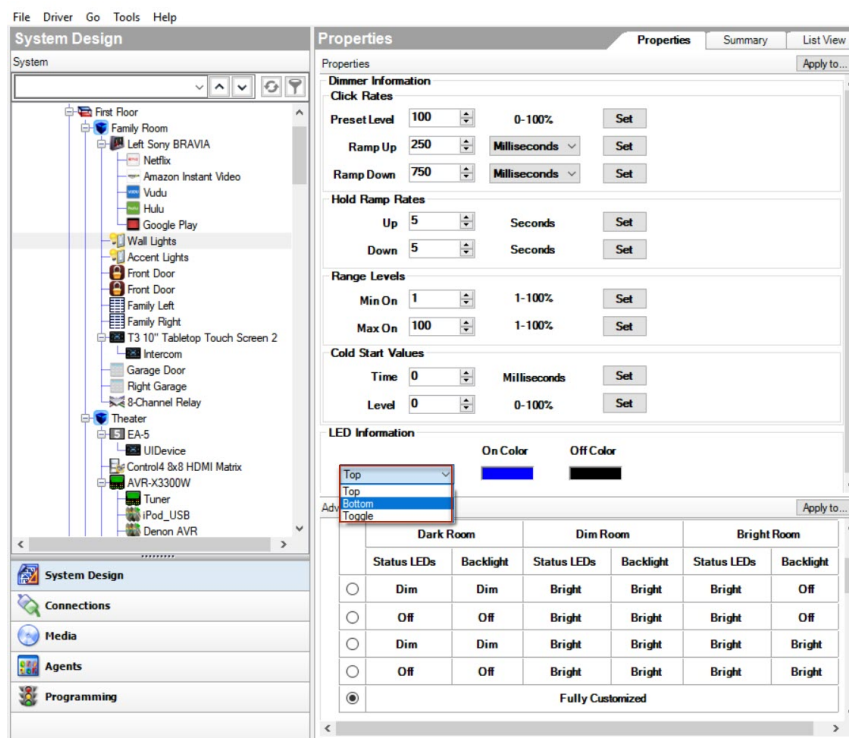 File Driver Go Tools Help
System Design
System
First Floor
Family Room
Left Sony BRAVIA
Netflix
Amazon Instant Video
Vudu
Hulu
Google Play
Wall Lights
Accent Lights
Front Door
Front Door
Family Left
Family Right
T3 10" Tabletop Touch Screen 2
Intercom
Garage Door
Right Garage
8-Channel Relay
Theater
EA-5
UIDevice
Control4 8x8 HDMI Matrix
AVR-X3300W
Tuner
iPod_USB
Denon AVR
System Design
Connections
Media
Agents
Programming
Properties Properties Summary List View
Properties Apply to...
Dimmer Information
Click Rates
Preset Level 100 0-100% Set
Ramp Up 250 Milliseconds Set
Ramp Down 750 Milliseconds Set
Hold Ramp Rates
Up 5 Seconds Set
Down 5 Seconds Set
Range Levels
Min On 1 1-100% Set
Max On 100 1-100% Set
Cold Start Values
Time 0 Milliseconds Set
Level 0 0-100% Set
LED Information
On Color Off Color
Top
Top
Bottom
Toggle
Adv Apply to...
Dark Room Dim Room Bright Room
Status LEDs Backlight Status LEDs Backlight Status LEDs Backlight
Dim Dim Bright Bright Bright Off
Off Off Bright Bright Bright Off
Dim Dim Bright Bright Bright Bright
Off Off Bright Bright Bright Bright
Fully Customized